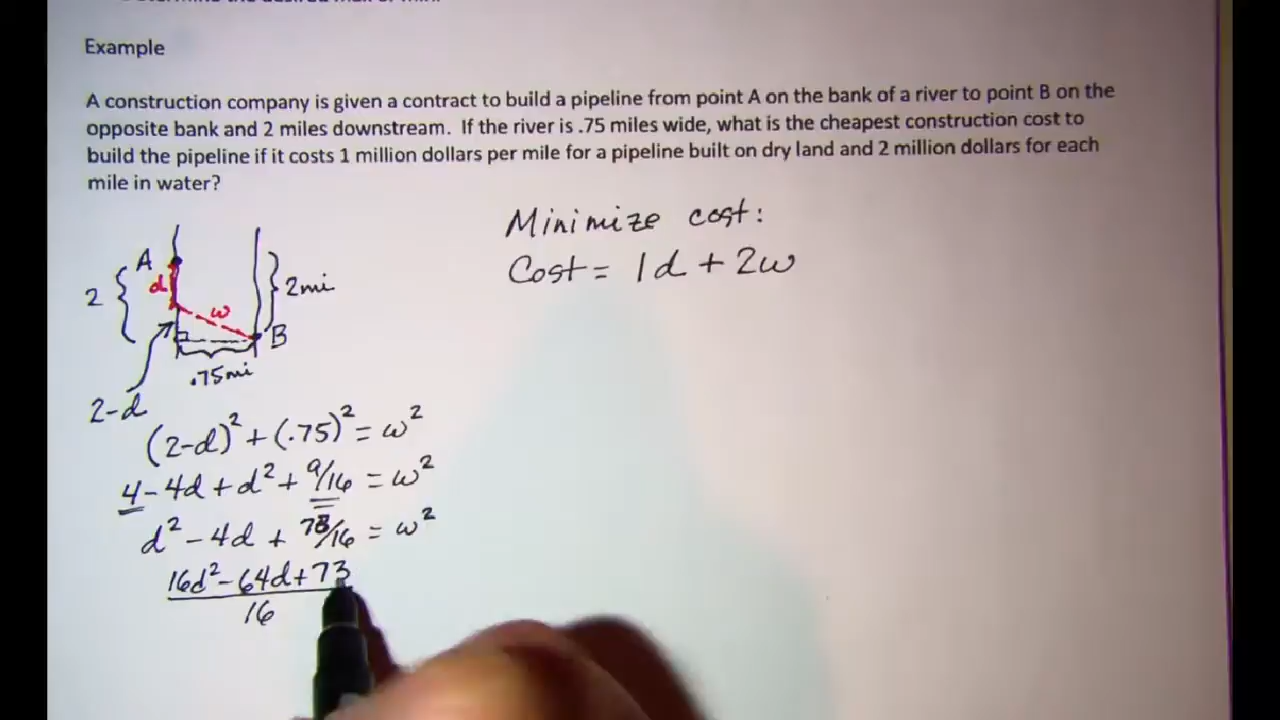 Example
A construction company is given a contract to build a pipeline from point A on the bank of a river to point B on the
opposite bank and 2 miles downstream. If the river is .75 miles wide, what is the cheapest construction cost to
build the pipeline if it costs 1 million dollars per mile for a pipeline built on dry land and 2 million dollars for each
mile in water?
Minimize cost:
Cost = 1d + 2w
A
2
d
2mi
w
B
.75mi
2-d
(2-d)² + (.75)² = w²
4 - 4d + d² + 9/16 = w²
d² - 4d + 73/16 = w²
16d² - 64d + 73
16